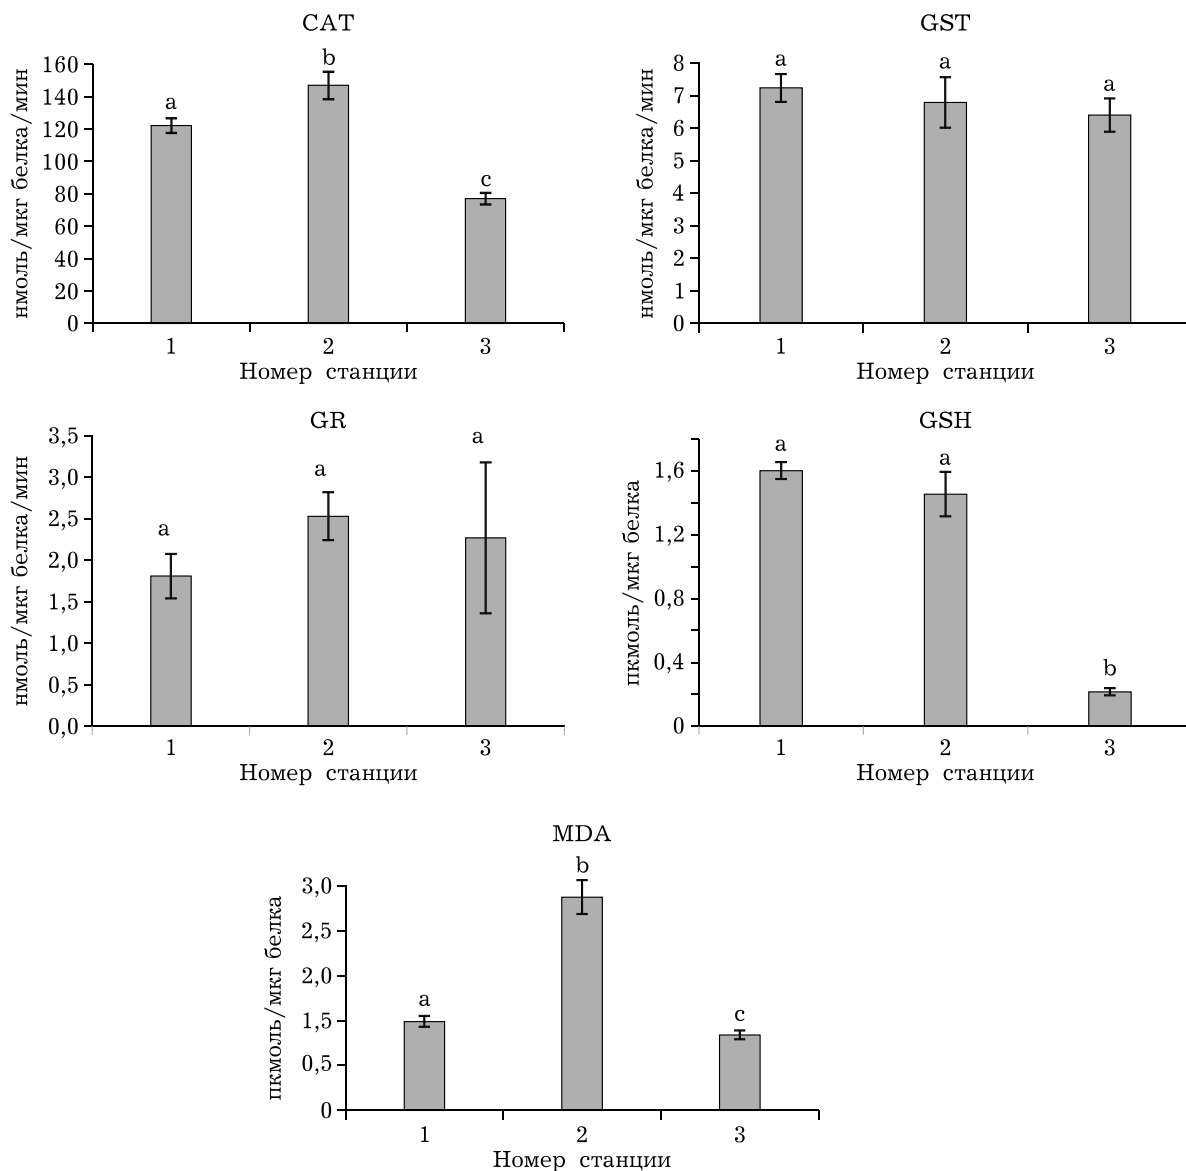 CAT
нмоль/мкг белка/мин
160
140
120
100
80
60
40
20
0
a
b
c
1 2 3
Номер станции
GST
нмоль/мкг белка/мин
8
7
6
5
4
3
2
1
0
a
a
a
1 2 3
Номер станции
GR
нмоль/мкг белка/мин
3,5
3,0
2,5
2,0
1,5
1,0
0,5
0,0
a
a
a
1 2 3
Номер станции
GSH
пкмоль/мкг белка
1,6
1,2
0,8
0,4
0
a
a
b
1 2 3
Номер станции
MDA
пкмоль/мкг белка
3,0
2,5
2,0
1,5
0,5
0
a
b
c
1 2 3
Номер станции